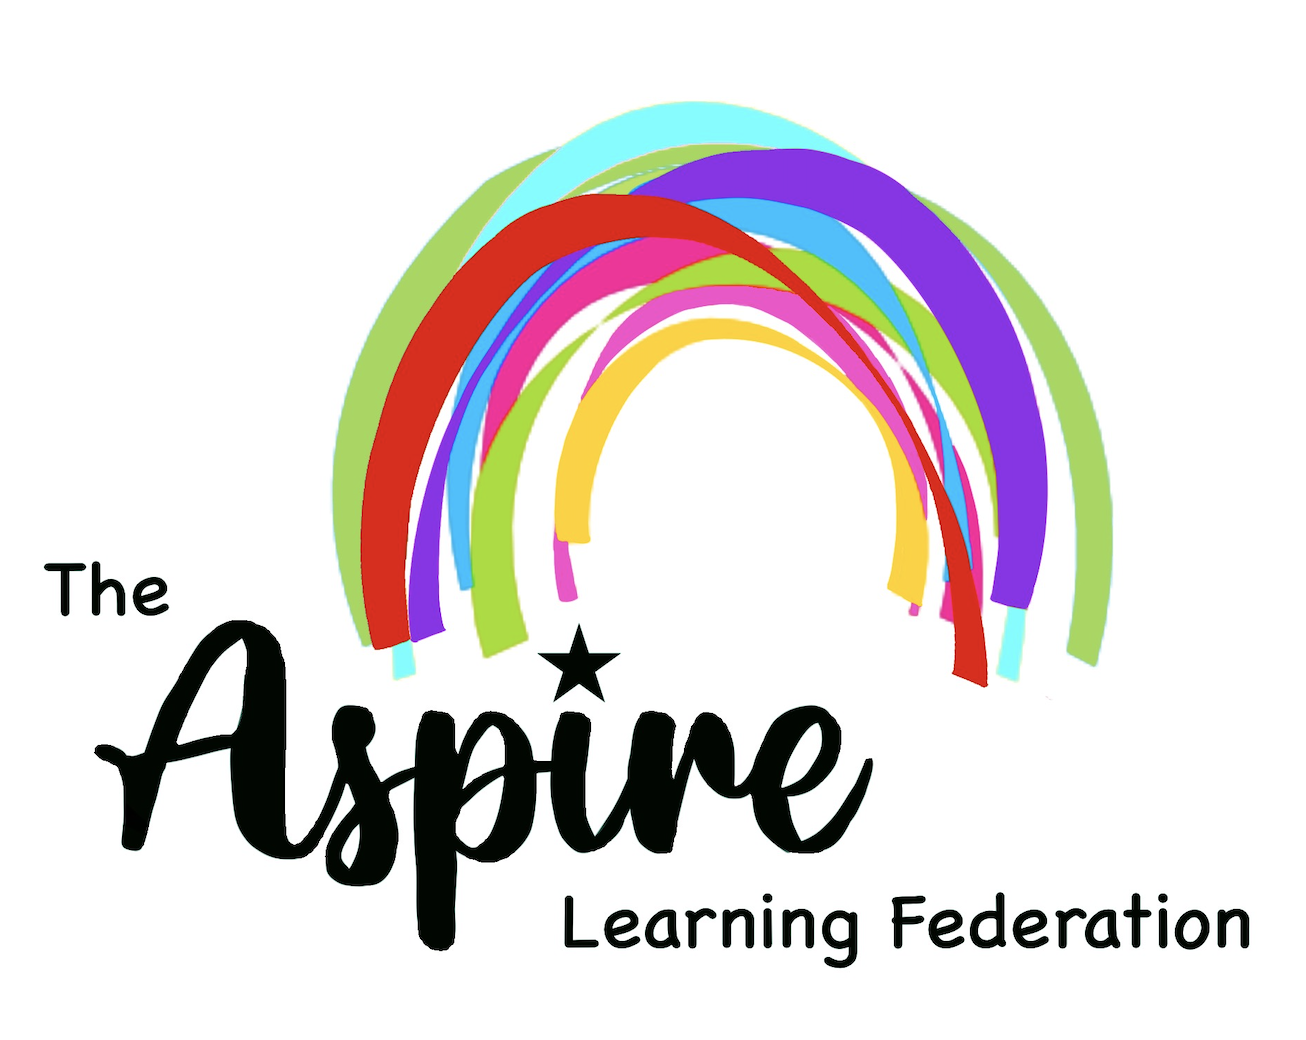 The
Aspire
Learning Federation